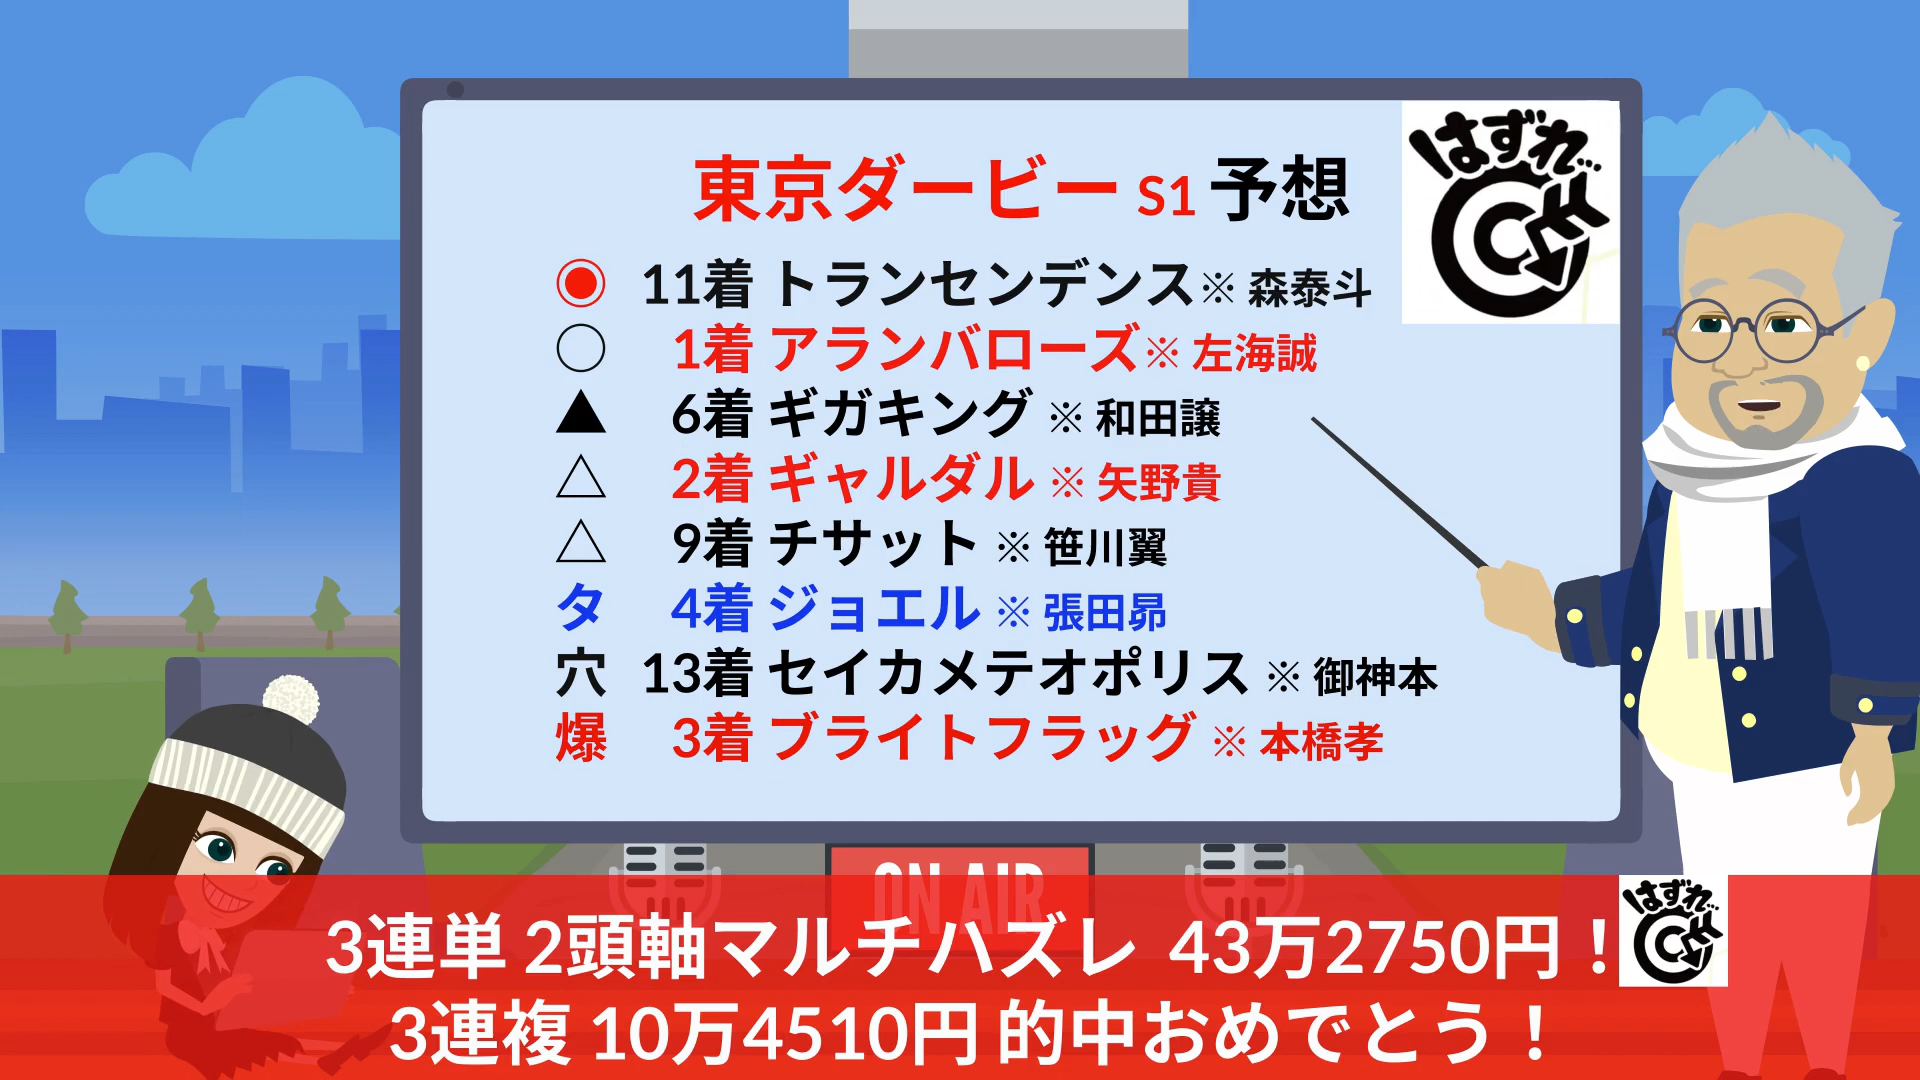 はずれ...
東京ダービー S1 予想
◉ 11着 トランセンデンス※ 森泰斗
○ 1着 アランバローズ※ 左海誠
▲ 6着 ギガキング ※ 和田譲
△ 2着 ギャルダル ※ 矢野貴
△ 9着 チサット ※ 笹川翼
タ 4着 ジョエル ※ 張田昴
穴 13着 セイカメテオポリス ※ 御神本
爆 3着 ブライトフラッグ ※ 本橋孝
ON AIR
3連単 2頭軸マルチハズレ 43万2750円！
はずれ...
3連複 10万4510円 的中おめでとう！